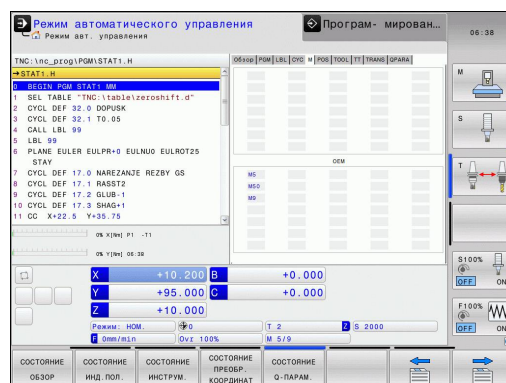 Режим автоматического управления
Режим авт. управления
Програм- мирован...
06:38
TNC:\nc_prog\PGM\STAT1.H
→STAT1.H
0 BEGIN PGM STAT1 MM
1 SEL TABLE "TNC:\table\zeroshift.d"
2 CYCL DEF 32.0 DOPUSK
3 CYCL DEF 32.1 T0.05
4 CALL LBL 99
5 LBL 99
6 PLANE EULER EULPR+0 EULNU0 EULROT25
STAY
7 CYCL DEF 17.0 NAREZANJE REZBY GS
8 CYCL DEF 17.1 RASST2
9 CYCL DEF 17.2 GLUB-1
10 CYCL DEF 17.3 SHAG+1
11 CC X+22.5 Y+35.75
Обзор PGM LBL CYC M POS TOOL TT TRANS QPARA
OEM
M5
M50
M9
0% X[Nm] P1 -T1
0% Y[Nm] 06:38
X +10.200 B +0.000
Y +95.000 C +0.000
Z +10.000
Режим: НОМ. 0 T 2 Z S 2000
F 0mm/min Ovr 100% M 5/9
M
S
T
S100%
OFF ON
F100%
OFF ON
СОСТОЯНИЕ ОБЗОР
СОСТОЯНИЕ ИНД.ПОЛ.
СОСТОЯНИЕ ИНСТРУМ.
СОСТОЯНИЕ ПРЕОБР. КООРДИНАТ
СОСТОЯНИЕ Q-ПАРАМ.